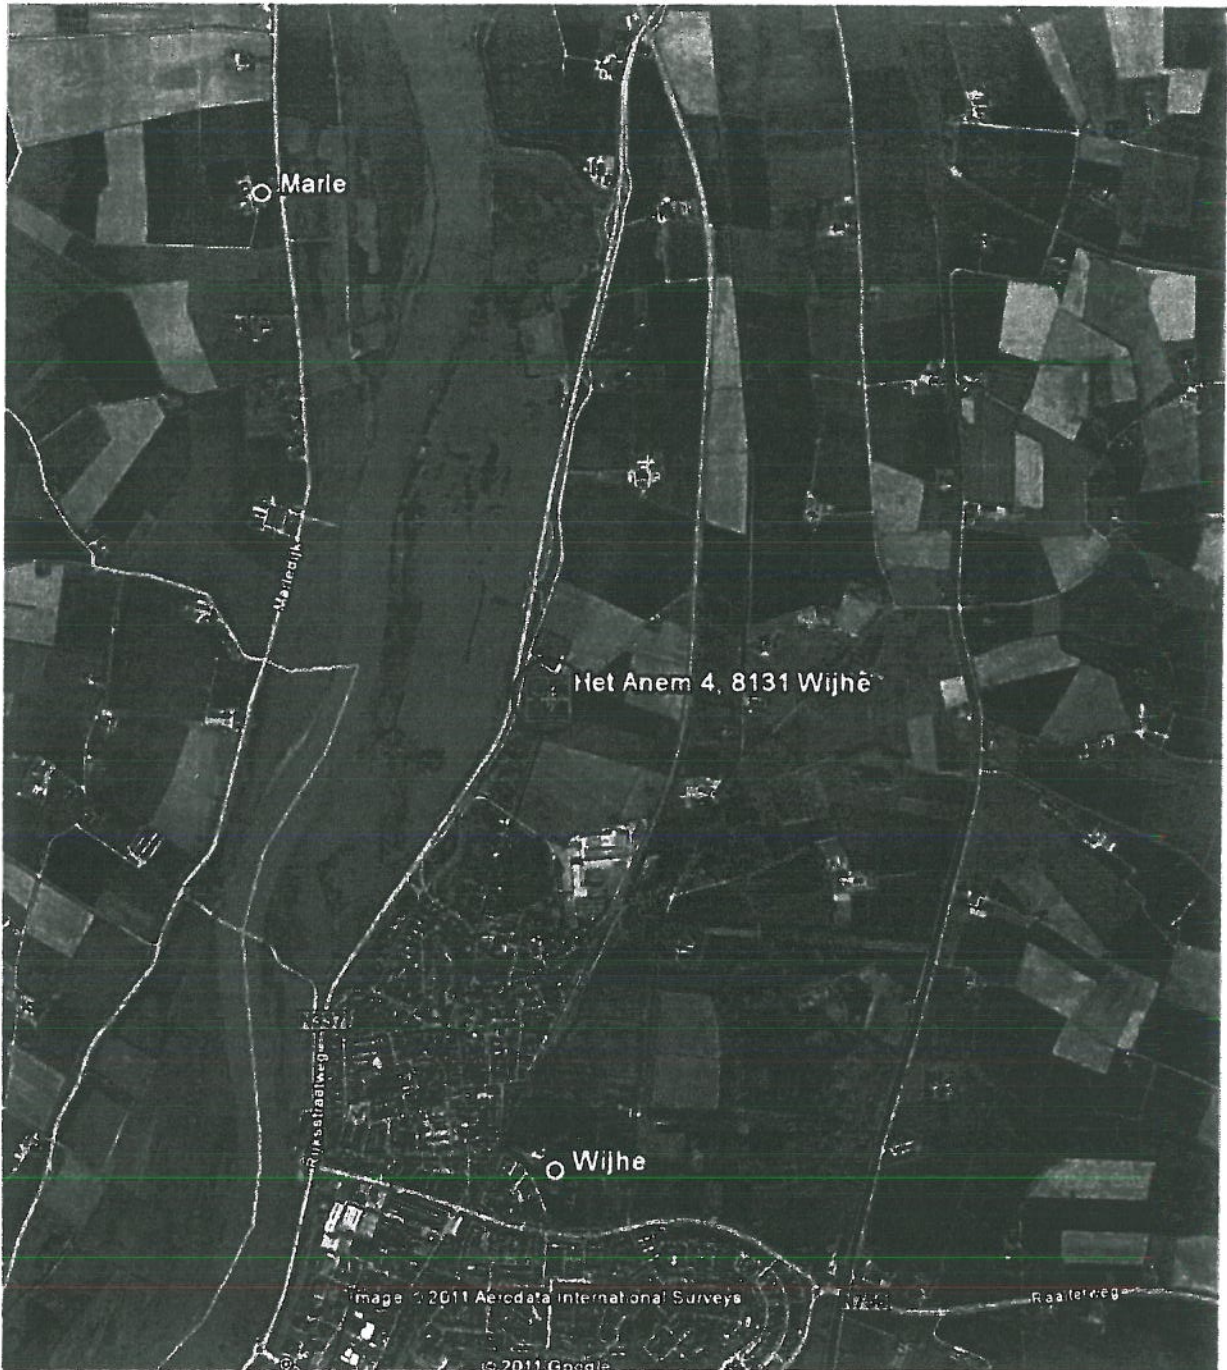 Marle
Marledijk
Het Anem 4, 8131 Wijhe
Rijksstraatweg
Wijhe
Image © 2011 Aerodata International Surveys
Raalterweg
© 2011 Google